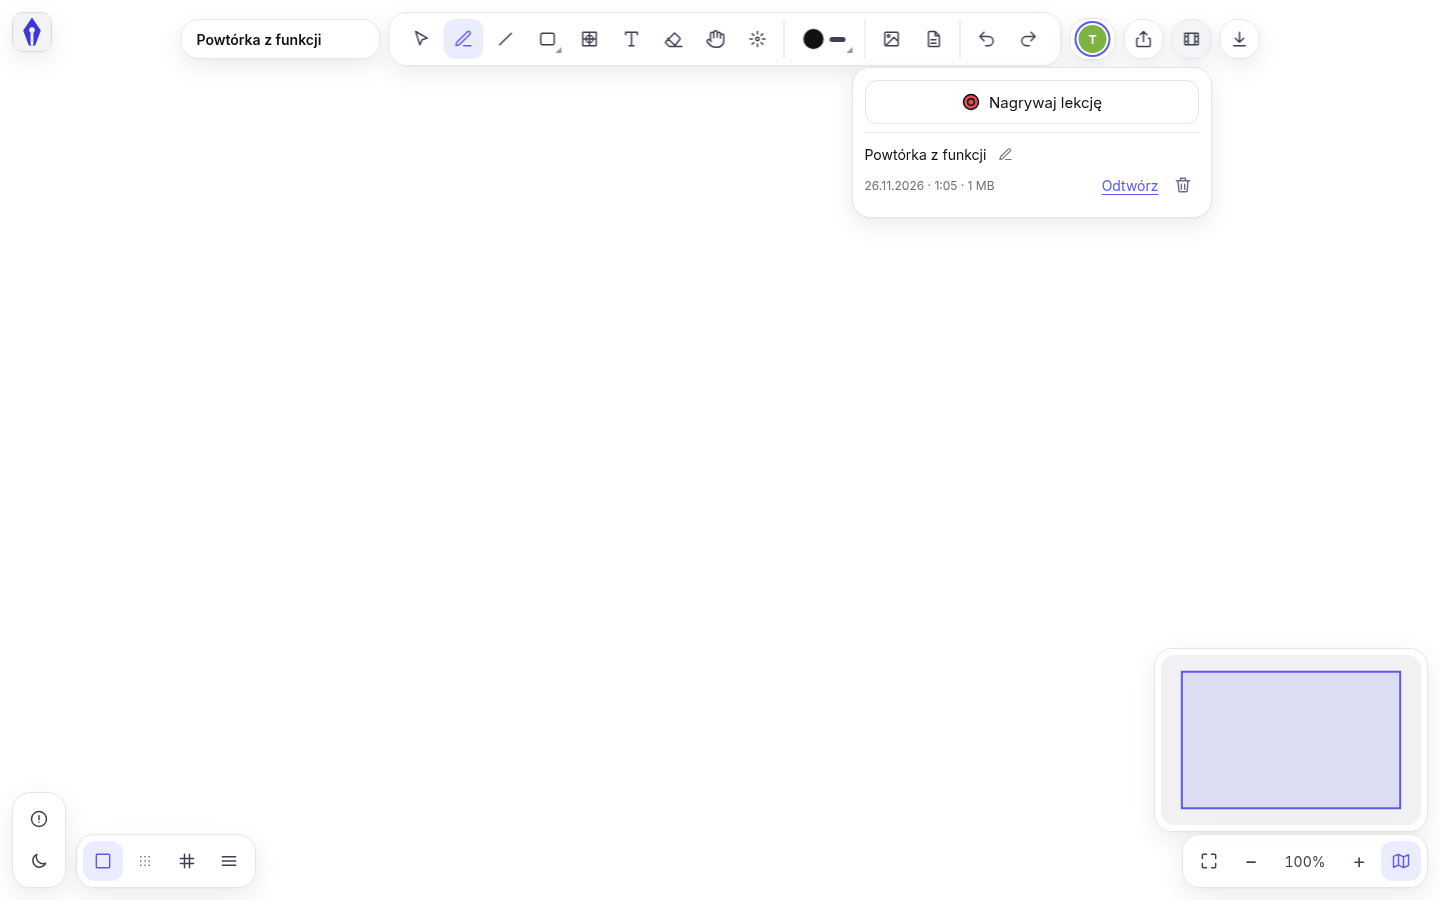 Powtórka z funkcji
T
Nagrywaj lekcję
Powtórka z funkcji
26.11.2026 · 1:05 · 1 MB
Odtwórz
100%